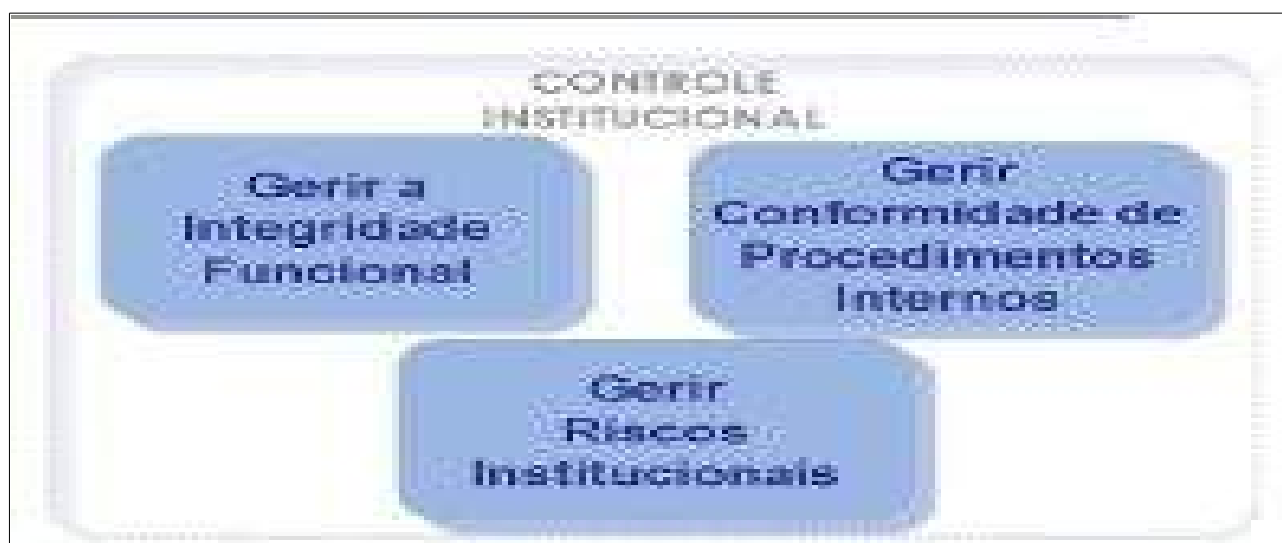 CONTROLE
INSTITUCIONAL
Gerir a
Integridade
Funcional
Gerir
Conformidade de
Procedimentos
Internos
Gerir
Riscos
Institucionais